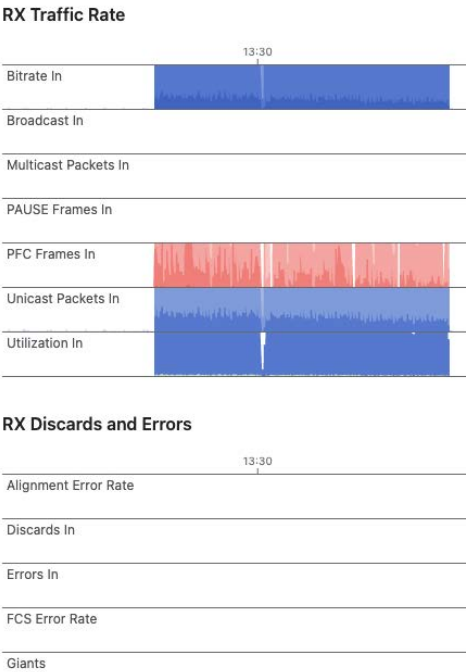 RX Traffic Rate
13:30
Bitrate In
Broadcast In
Multicast Packets In
PAUSE Frames In
PFC Frames In
Unicast Packets In
Utilization In
RX Discards and Errors
13:30
Alignment Error Rate
Discards In
Errors In
FCS Error Rate
Giants